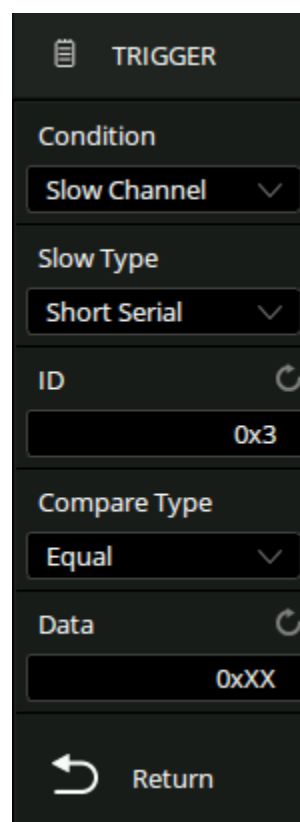 TRIGGER
Condition
Slow Channel
Slow Type
Short Serial
ID
0x3
Compare Type
Equal
Data
0xXX
Return